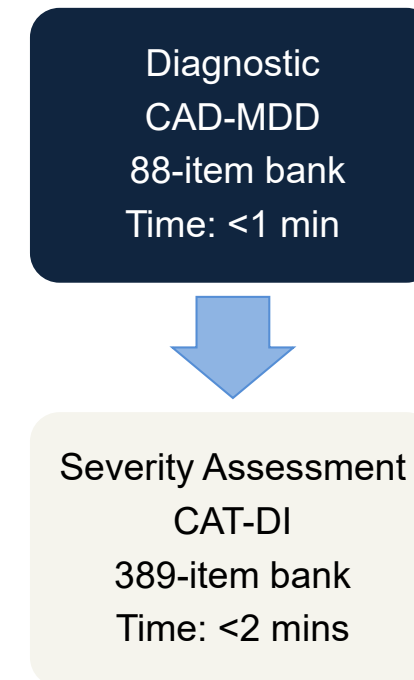 Diagnostic
CAD-MDD
88-item bank
Time: <1 min
Severity Assessment
CAT-DI
389-item bank
Time: <2 mins